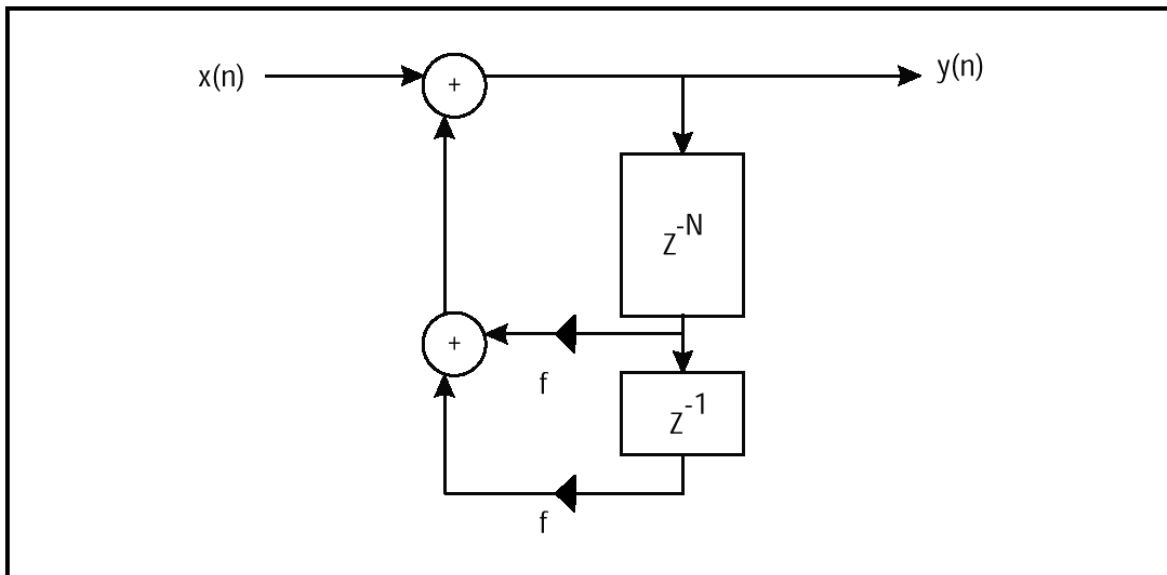 x(n)
+
y(n)
Z^-N
+
f
Z^-1
f